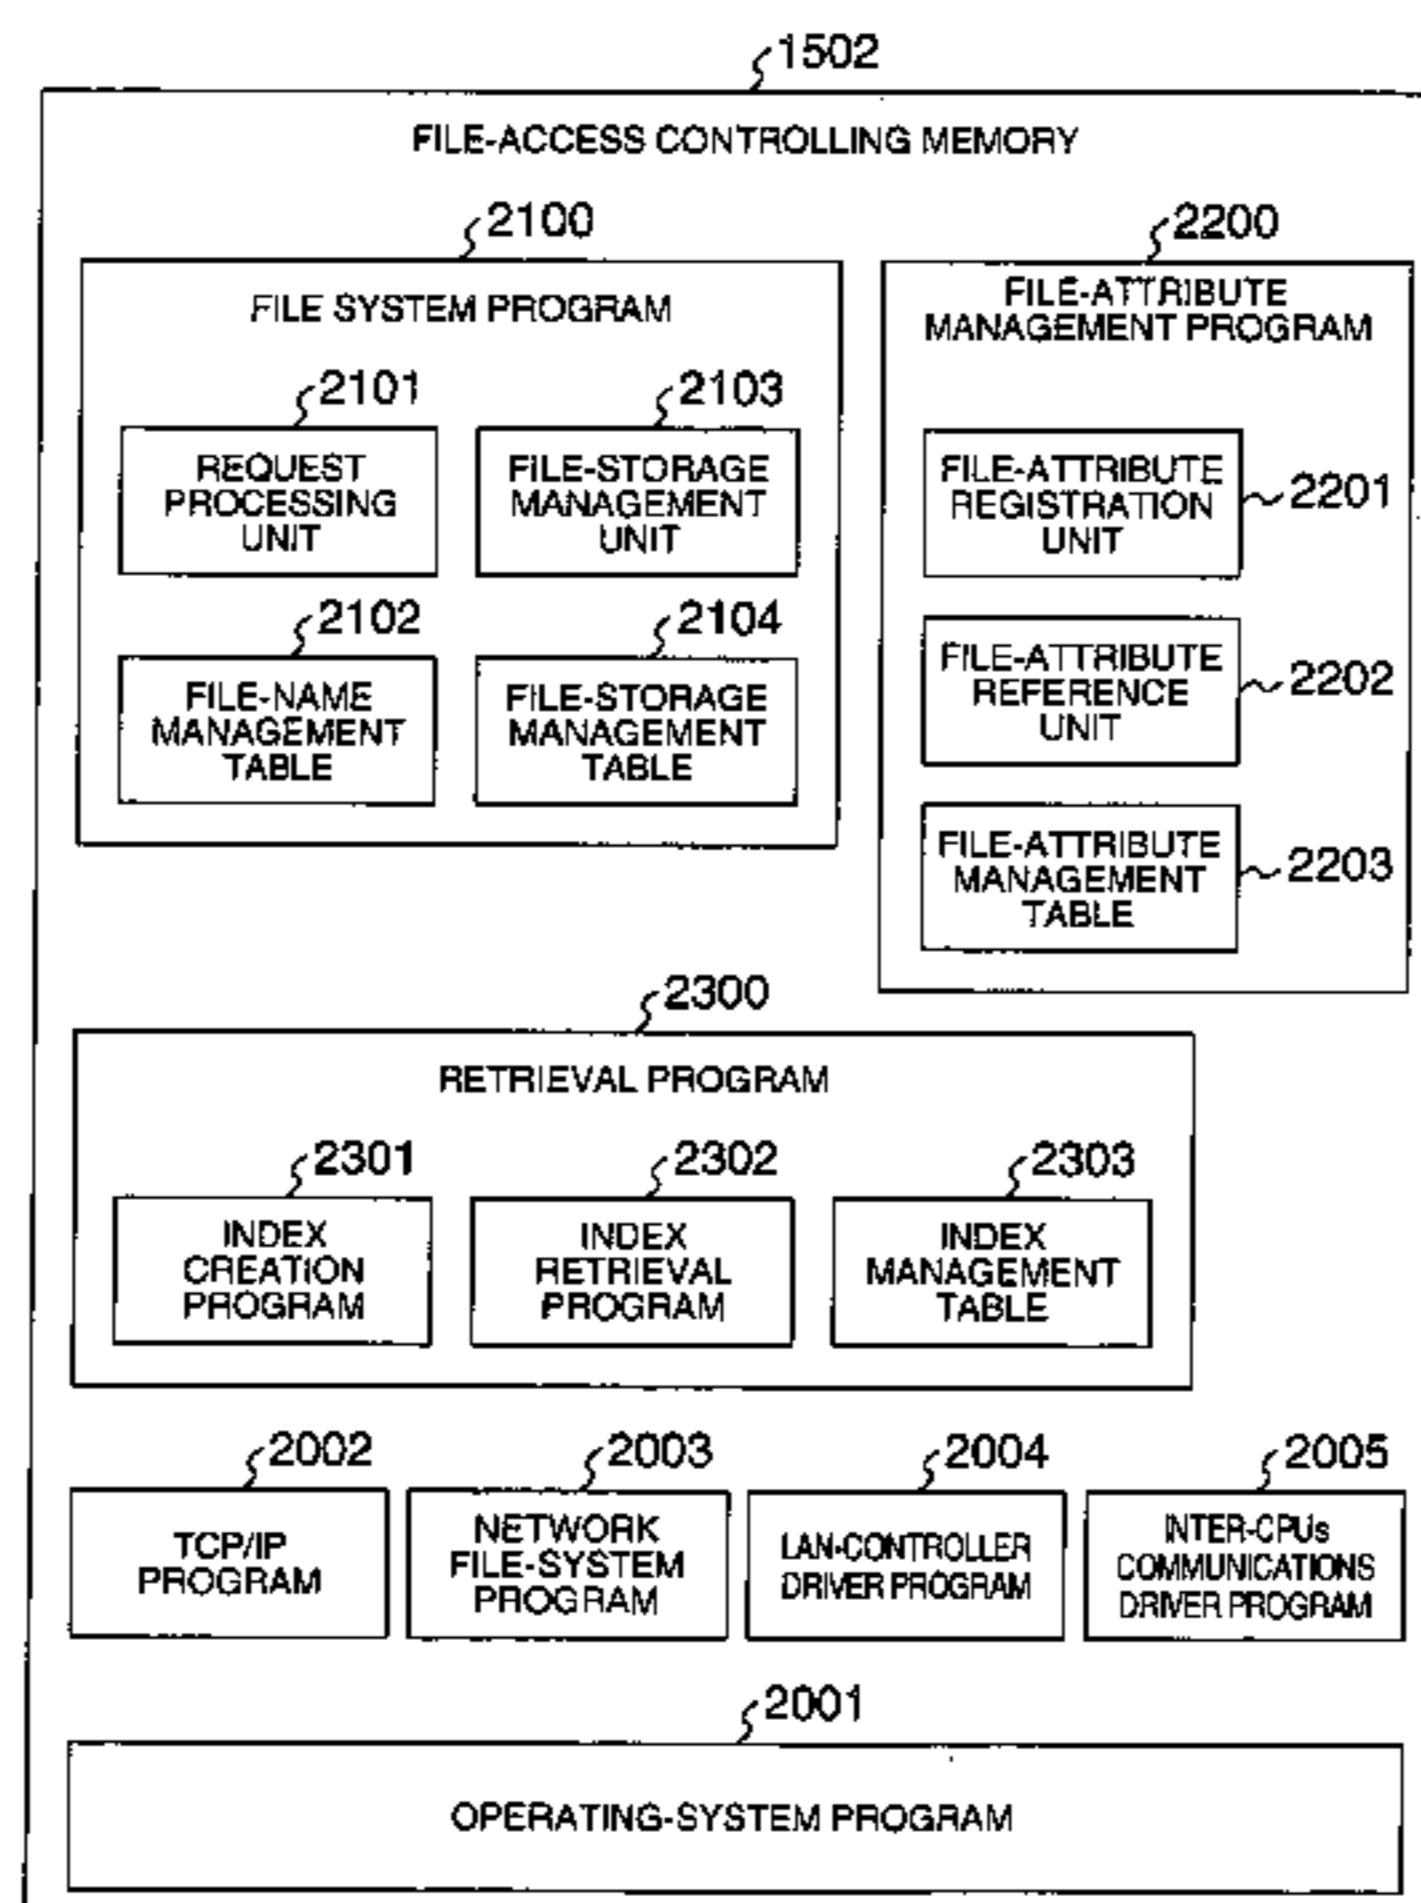 1502
FILE-ACCESS CONTROLLING MEMORY
2100
FILE SYSTEM PROGRAM
2101
REQUEST
PROCESSING
UNIT
2103
FILE-STORAGE
MANAGEMENT
UNIT
2102
FILE-NAME
MANAGEMENT
TABLE
2104
FILE-STORAGE
MANAGEMENT
TABLE
2200
FILE-ATTRIBUTE
MANAGEMENT PROGRAM
FILE-ATTRIBUTE
REGISTRATION
UNIT
2201
FILE-ATTRIBUTE
REFERENCE
UNIT
2202
FILE-ATTRIBUTE
MANAGEMENT
TABLE
2203
2300
RETRIEVAL PROGRAM
2301
INDEX
CREATION
PROGRAM
2302
INDEX
RETRIEVAL
PROGRAM
2303
INDEX
MANAGEMENT
TABLE
2002
TCP/IP
PROGRAM
2003
NETWORK
FILE-SYSTEM
PROGRAM
2004
LAN-CONTROLLER
DRIVER PROGRAM
2005
INTER-CPUs
COMMUNICATIONS
DRIVER PROGRAM
2001
OPERATING-SYSTEM PROGRAM